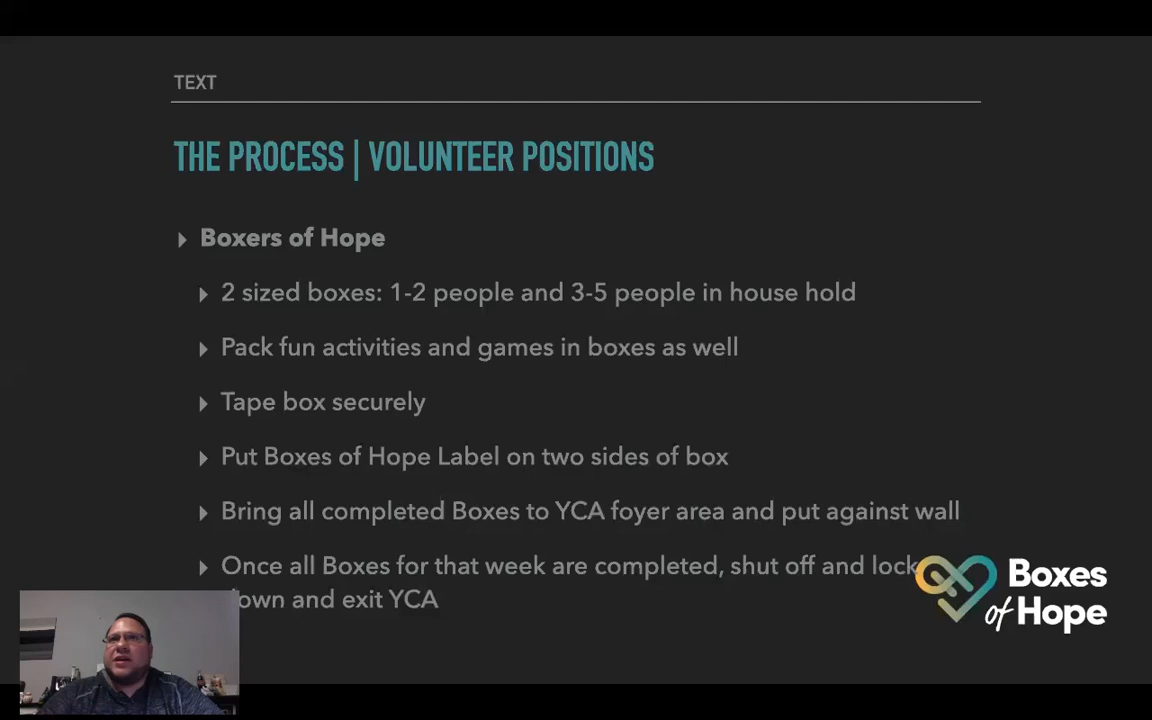 TEXT
THE PROCESS | VOLUNTEER POSITIONS
Boxers of Hope
2 sized boxes: 1-2 people and 3-5 people in house hold
Pack fun activities and games in boxes as well
Tape box securely
Put Boxes of Hope Label on two sides of box
Bring all completed Boxes to YCA foyer area and put against wall
Once all Boxes for that week are completed, shut off and lock
down and exit YCA
Boxes
of Hope